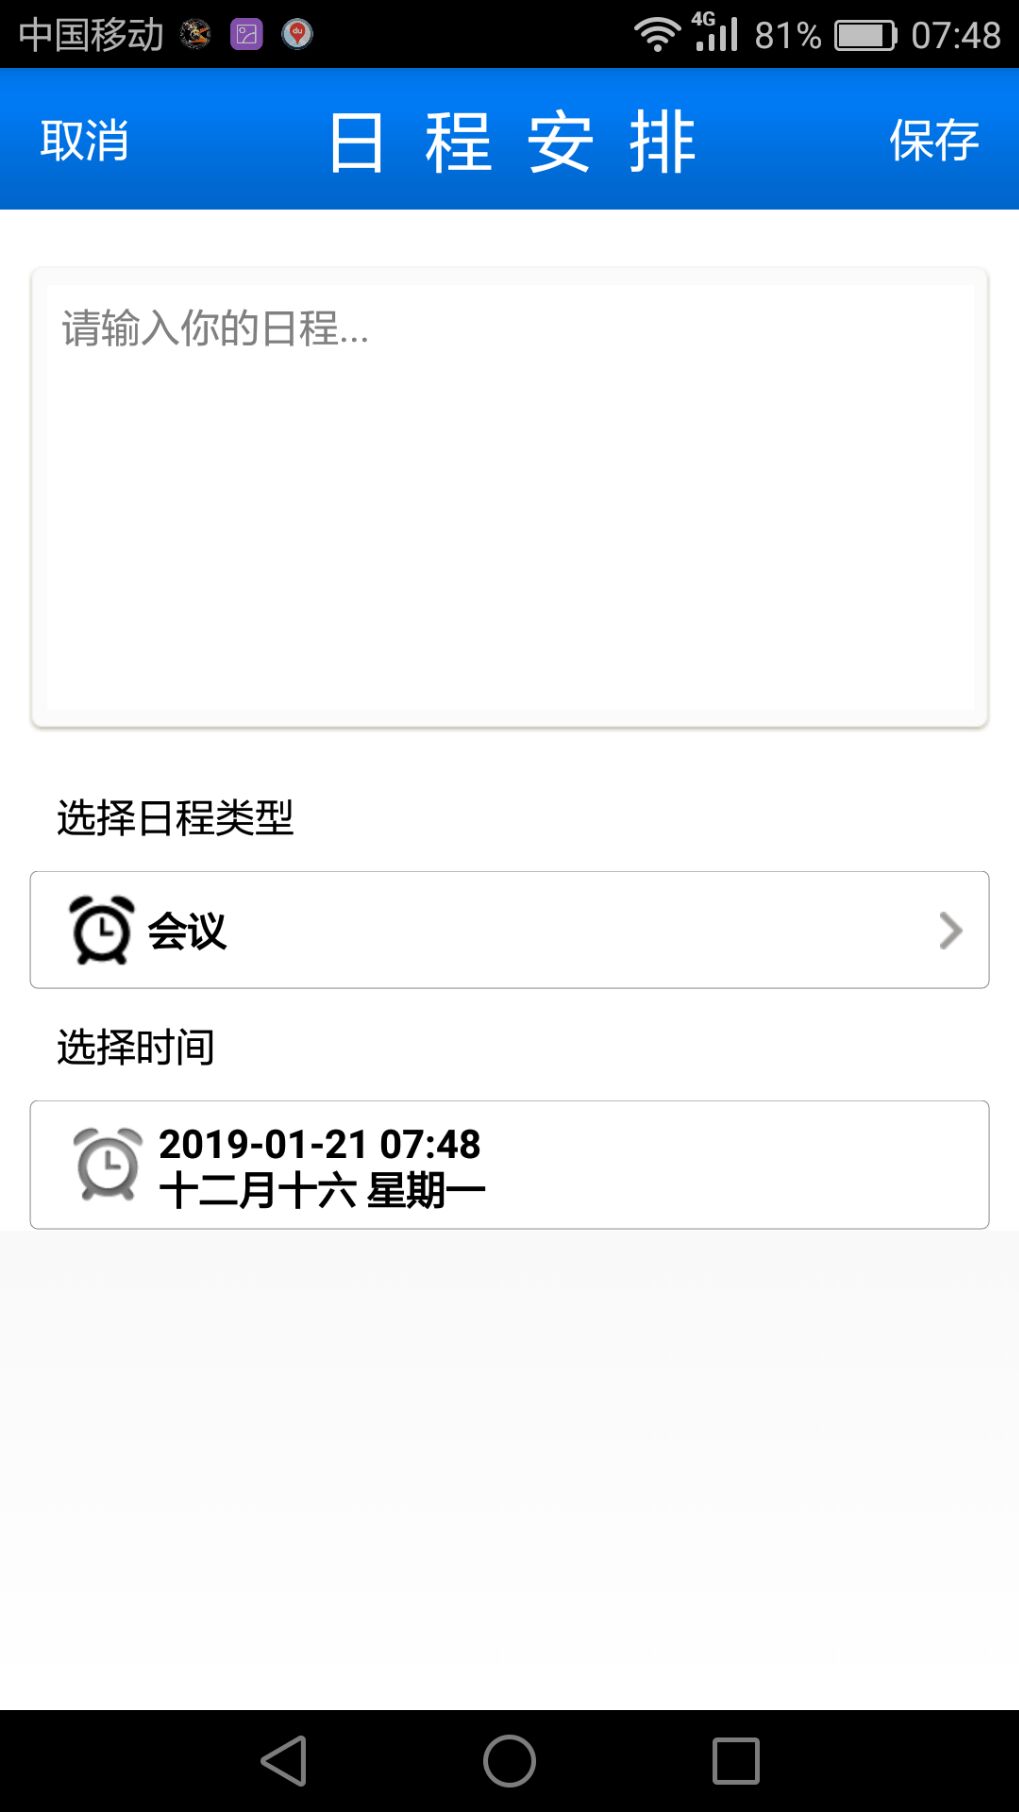 中国移动 4G 81% 07:48
取消 日程安排 保存
请输入你的日程...
选择日程类型
会议
选择时间
2019-01-21 07:48
十二月十六 星期一